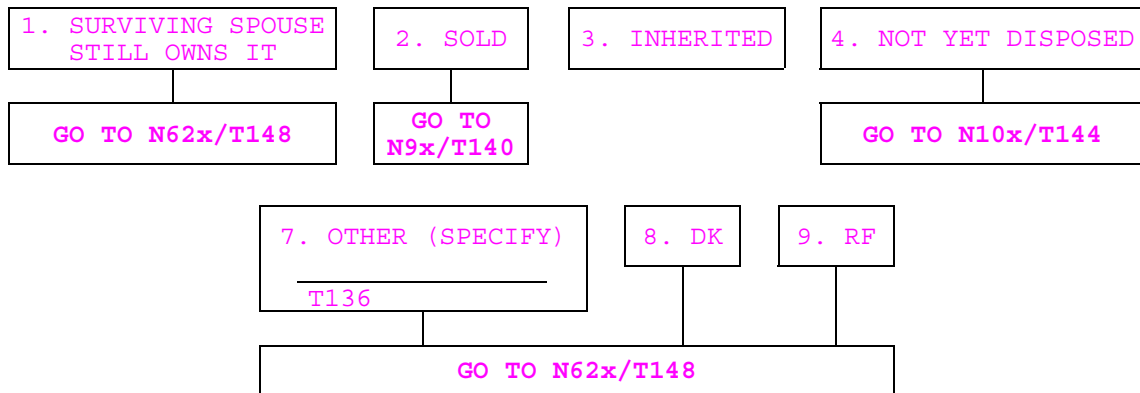 1. SURVIVING SPOUSE
STILL OWNS IT
2. SOLD
3. INHERITED
4. NOT YET DISPOSED
GO TO N62x/T148
GO TO
N9x/T140
GO TO N10x/T144
7. OTHER (SPECIFY)
T136
8. DK
9. RF
GO TO N62x/T148